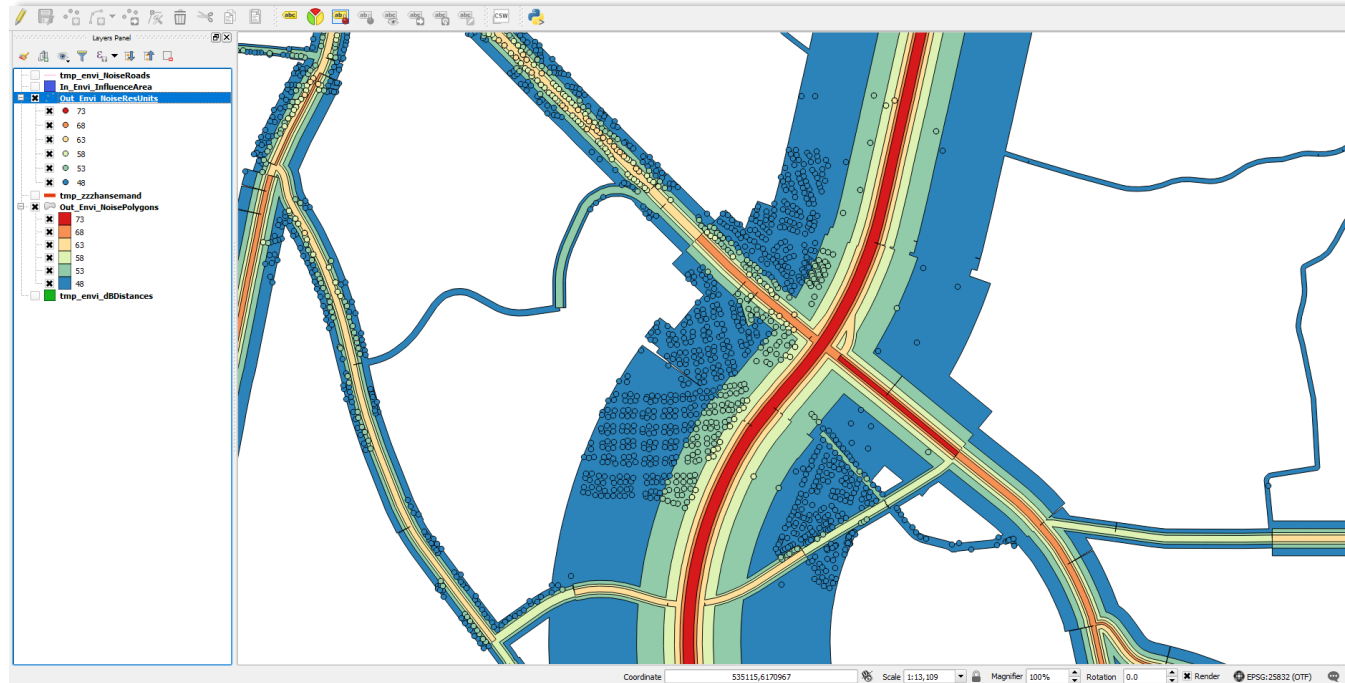 abc
abc
abc
abc
abc
abc
abc
CSW
Layers Panel
tmp_envi_NoiseRoads
In_Envi_InfluenceArea
Out_Envi_NoiseResUnits
73
68
63
58
53
48
tmp_zzzhansemand
Out_Envi_NoisePolygons
73
68
63
58
53
48
tmp_envi_dBDistances
Coordinate 535115,6170967 Scale 1:13,109 Magnifier 100% Rotation 0.0 Render EPSG:25832 (OTF)